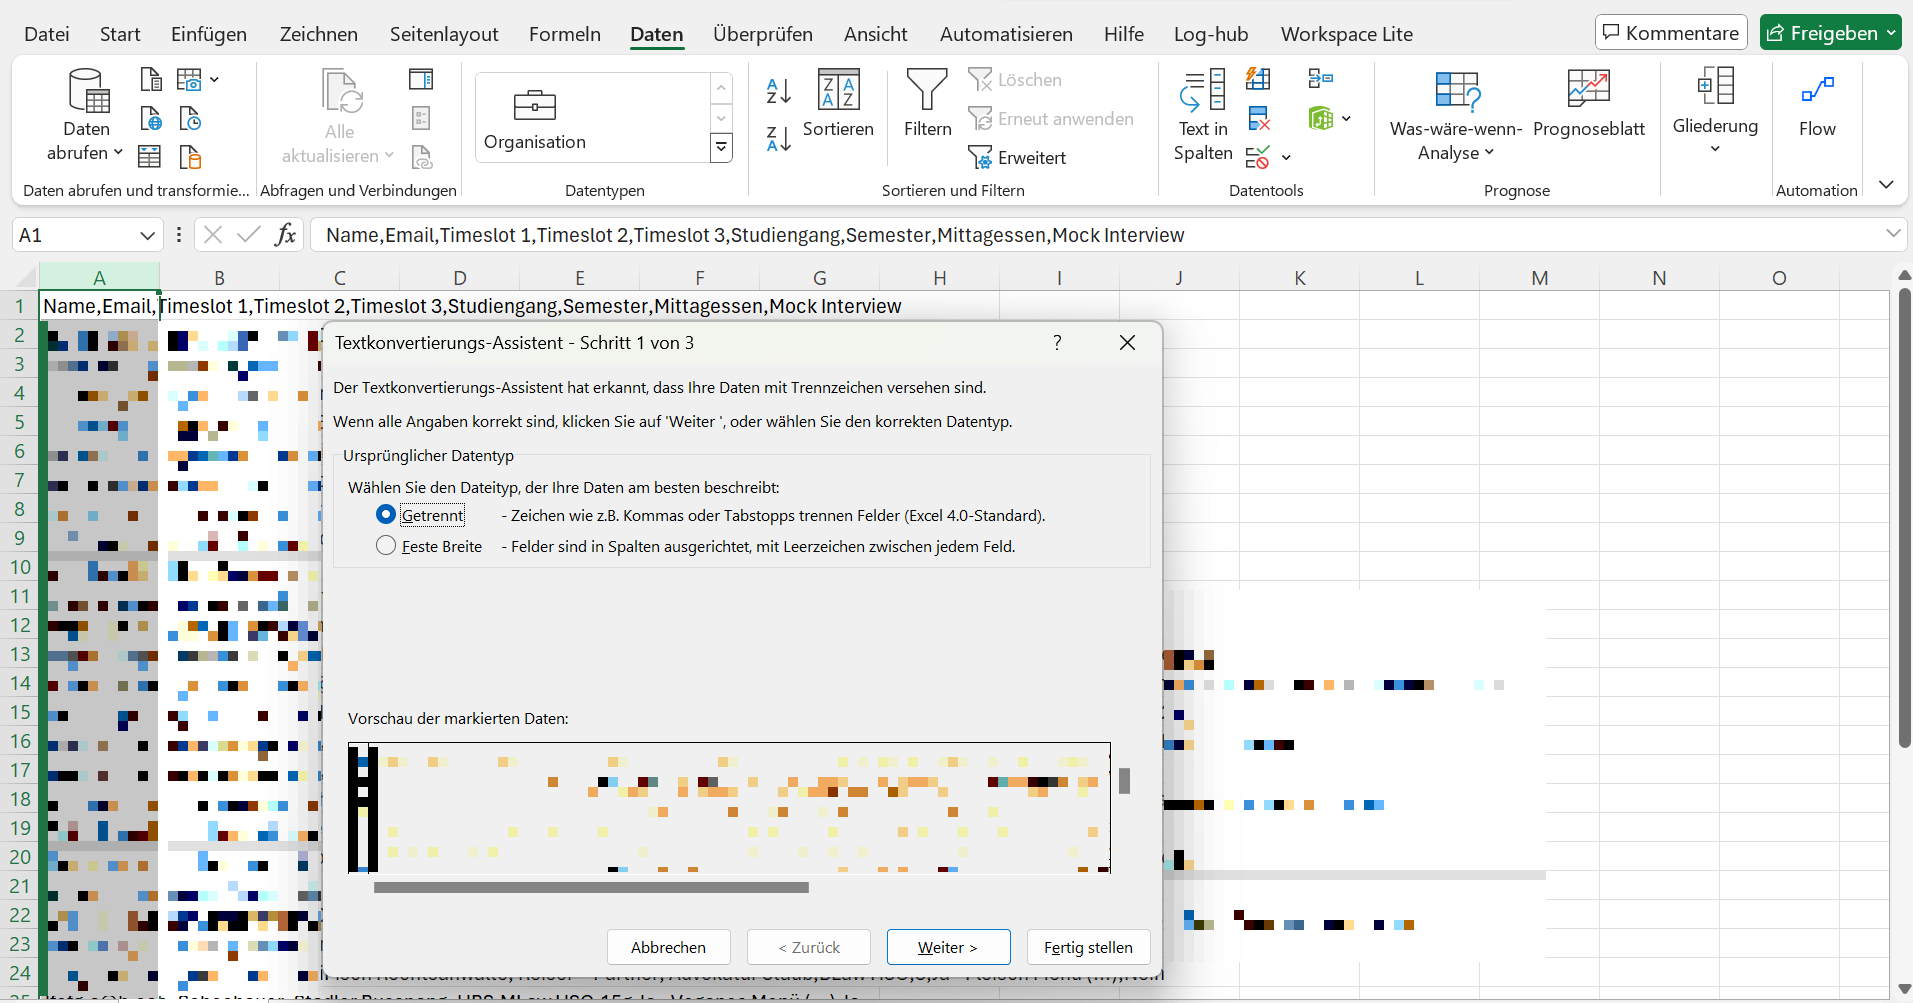 Datei Start Einfügen Zeichnen Seitenlayout Formeln Daten Überprüfen Ansicht Automatisieren Hilfe Log-hub Workspace Lite Kommentare Freigeben
Daten abrufen
Alle aktualisieren
Organisation
Sortieren
Filtern
Löschen
Erneut anwenden
Erweitert
Text in Spalten
Was-wäre-wenn-Analyse
Prognoseblatt
Gliederung
Flow
Daten abrufen und transformie... Abfragen und Verbindungen Datentypen Sortieren und Filtern Datentools Prognose Automation
A1 fx Name,Email,Timeslot 1,Timeslot 2,Timeslot 3,Studiengang,Semester,Mittagessen,Mock Interview
A B C D E F G H I J K L M N O
1 Name,Email,Timeslot 1,Timeslot 2,Timeslot 3,Studiengang,Semester,Mittagessen,Mock Interview
2
3
4
5
6
7
8
9
10
11
12
13
14
15
16
17
18
19
20
21
22
23
24
Textkonvertierungs-Assistent - Schritt 1 von 3 ?
Der Textkonvertierungs-Assistent hat erkannt, dass Ihre Daten mit Trennzeichen versehen sind.
Wenn alle Angaben korrekt sind, klicken Sie auf 'Weiter ', oder wählen Sie den korrekten Datentyp.
Ursprünglicher Datentyp
Wählen Sie den Dateityp, der Ihre Daten am besten beschreibt:
Getrennt - Zeichen wie z.B. Kommas oder Tabstopps trennen Felder (Excel 4.0-Standard).
Feste Breite - Felder sind in Spalten ausgerichtet, mit Leerzeichen zwischen jedem Feld.
Vorschau der markierten Daten:
Abbrechen < Zurück Weiter > Fertig stellen